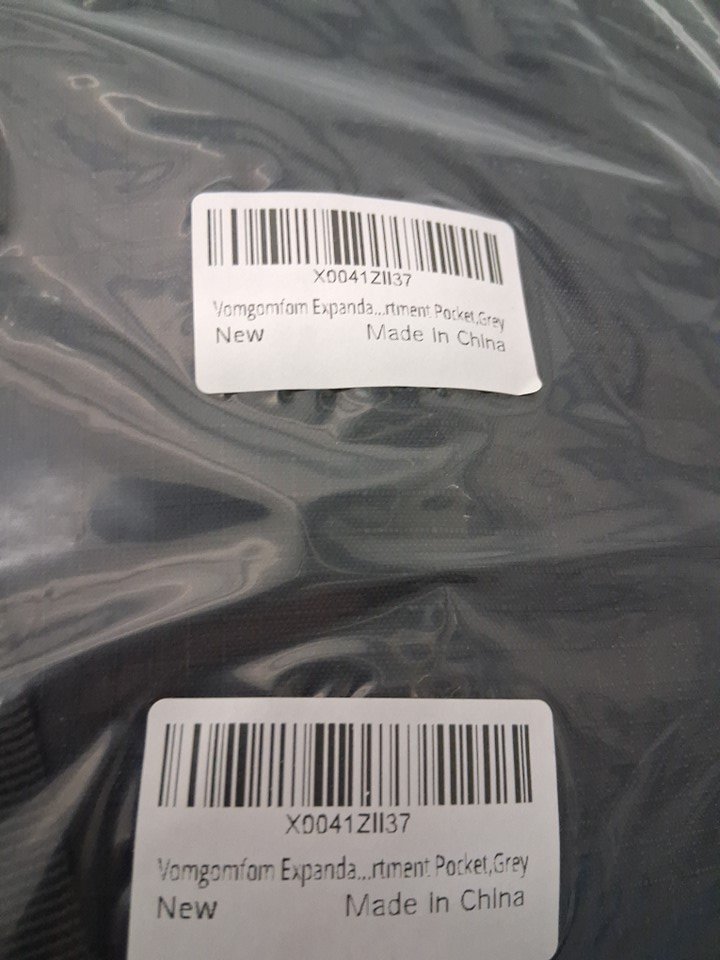 X0041ZII37
Vomgomfom Expanda...rtment Pocket,Grey
New Made in China
X0041ZII37
Vomgomfom Expanda...rtment Pocket,Grey
New Made in China